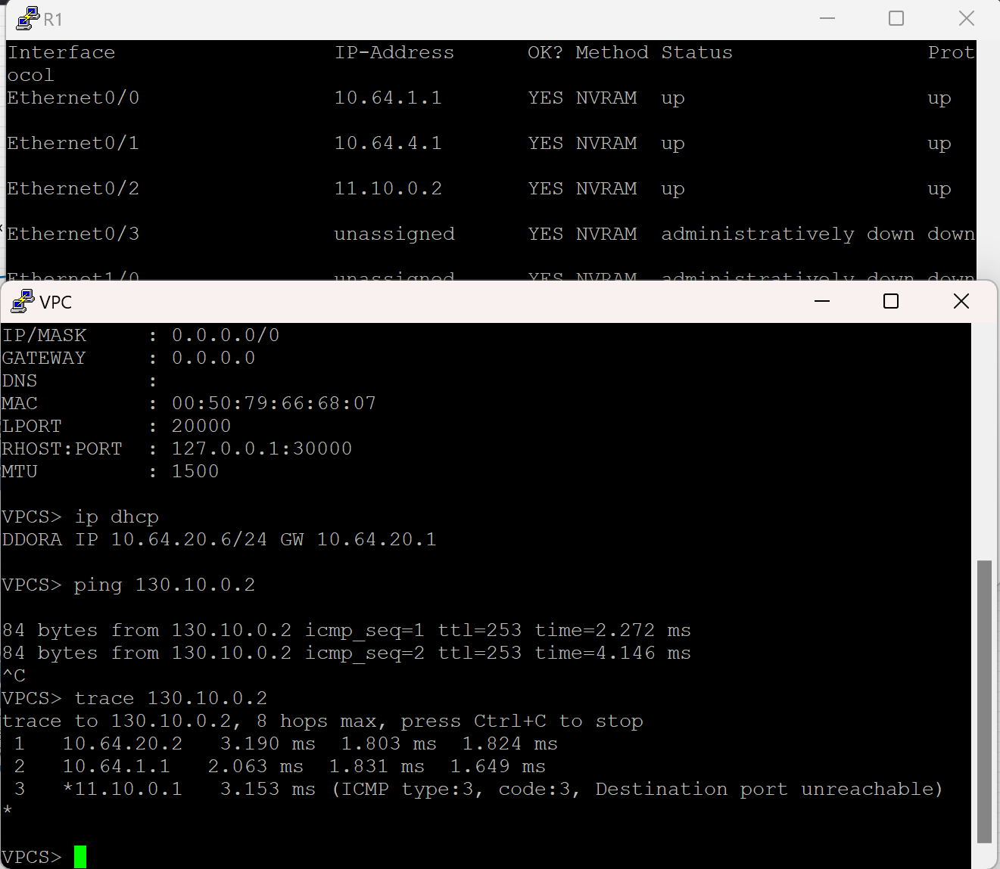 R1
Interface IP-Address OK? Method Status Prot
ocol
Ethernet0/0 10.64.1.1 YES NVRAM up up
Ethernet0/1 10.64.4.1 YES NVRAM up up
Ethernet0/2 11.10.0.2 YES NVRAM up up
Ethernet0/3 unassigned YES NVRAM administratively down down
Ethernet1/0 unassigned YES NVRAM administratively down down
VPC
IP/MASK : 0.0.0.0/0
GATEWAY : 0.0.0.0
DNS :
MAC : 00:50:79:66:68:07
LPORT : 20000
RHOST:PORT : 127.0.0.1:30000
MTU : 1500
VPCS> ip dhcp
DDORA IP 10.64.20.6/24 GW 10.64.20.1
VPCS> ping 130.10.0.2
84 bytes from 130.10.0.2 icmp_seq=1 ttl=253 time=2.272 ms
84 bytes from 130.10.0.2 icmp_seq=2 ttl=253 time=4.146 ms
^C
VPCS> trace 130.10.0.2
trace to 130.10.0.2, 8 hops max, press Ctrl+C to stop
1 10.64.20.2 3.190 ms 1.803 ms 1.824 ms
2 10.64.1.1 2.063 ms 1.831 ms 1.649 ms
3 *11.10.0.1 3.153 ms (ICMP type:3, code:3, Destination port unreachable)
*
VPCS>